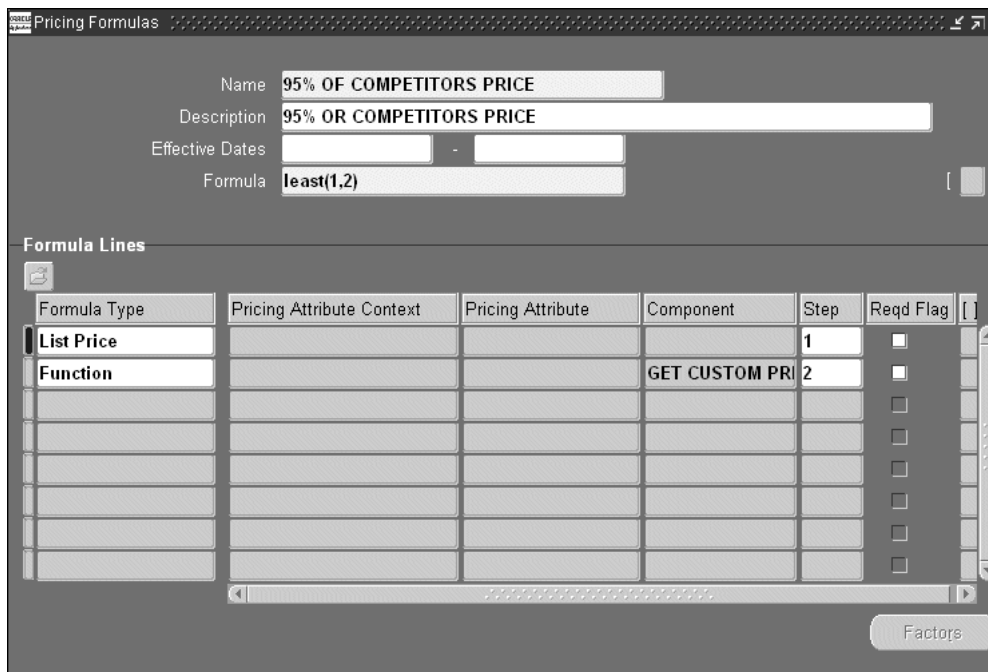 ORACLE
Pricing Formulas
Name 95% OF COMPETITORS PRICE
Description 95% OR COMPETITORS PRICE
Effective Dates -
Formula least(1,2) [
Formula Lines
Formula Type Pricing Attribute Context Pricing Attribute Component Step Reqd Flag [ ]
List Price 1
Function GET CUSTOM PRI 2
Factors